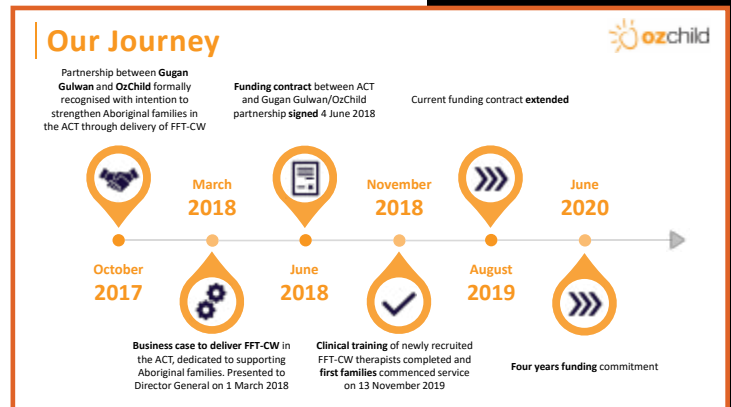 Our Journey
ozchild
Partnership between Gugan
Gulwan and OzChild formally
recognised with intention to
strengthen Aboriginal families in
the ACT through delivery of FFT-CW
Funding contract between ACT
and Gugan Gulwan/OzChild
partnership signed 4 June 2018
Current funding contract extended
March
2018
November
2018
June
2020
October
2017
June
2018
August
2019
Business case to deliver FFT-CW in
the ACT, dedicated to supporting
Aboriginal families. Presented to
Director General on 1 March 2018
Clinical training of newly recruited
FFT-CW therapists completed and
first families commenced service
on 13 November 2019
Four years funding commitment